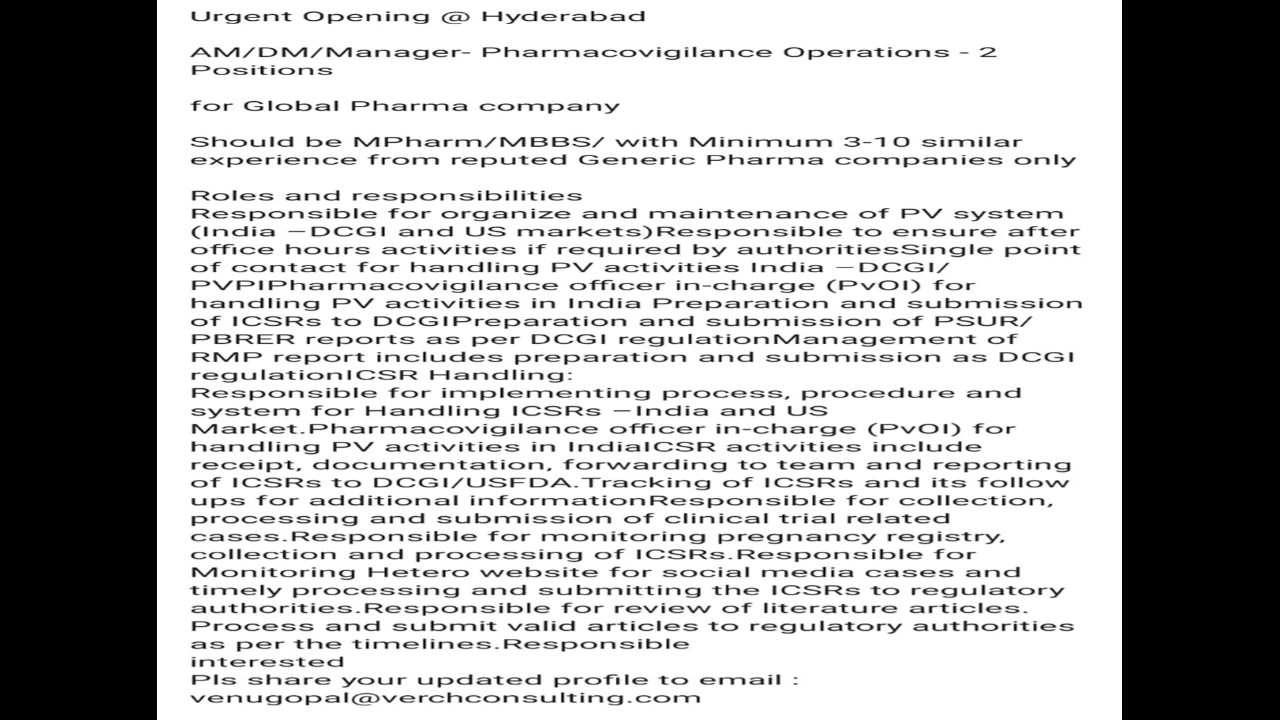 Urgent Opening @ Hyderabad
AM/DM/Manager- Pharmacovigilance Operations - 2
Positions
for Global Pharma company
Should be MPharm/MBBS/ with Minimum 3-10 similar
experience from reputed Generic Pharma companies only
Roles and responsibilities
Responsible for organize and maintenance of PV system
(India –DCGI and US markets)Responsible to ensure after
office hours activities if required by authoritiesSingle point
of contact for handling PV activities India –DCGI/
PVPIPharmacovigilance officer in-charge (PvOI) for
handling PV activities in India Preparation and submission
of ICSRs to DCGIPreparation and submission of PSUR/
PBRER reports as per DCGI regulationManagement of
RMP report includes preparation and submission as DCGI
regulationICSR Handling:
Responsible for implementing process, procedure and
system for Handling ICSRs –India and US
Market.Pharmacovigilance officer in-charge (PvOI) for
handling PV activities in IndiaICSR activities include
receipt, documentation, forwarding to team and reporting
of ICSRs to DCGI/USFDA.Tracking of ICSRs and its follow
ups for additional informationResponsible for collection,
processing and submission of clinical trial related
cases.Responsible for monitoring pregnancy registry,
collection and processing of ICSRs.Responsible for
Monitoring Hetero website for social media cases and
timely processing and submitting the ICSRs to regulatory
authorities.Responsible for review of literature articles.
Process and submit valid articles to regulatory authorities
as per the timelines.Responsible
interested
Pls share your updated profile to email :
venugopal@verchconsulting.com